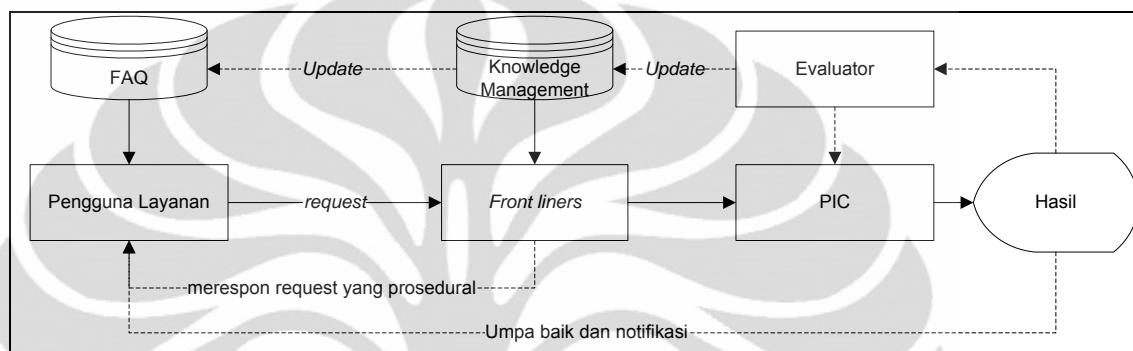 FAQ
Update
Knowledge
Management
Update
Evaluator
Pengguna Layanan
request
Front liners
PIC
Hasil
merespon request yang prosedural
Umpa baik dan notifikasi